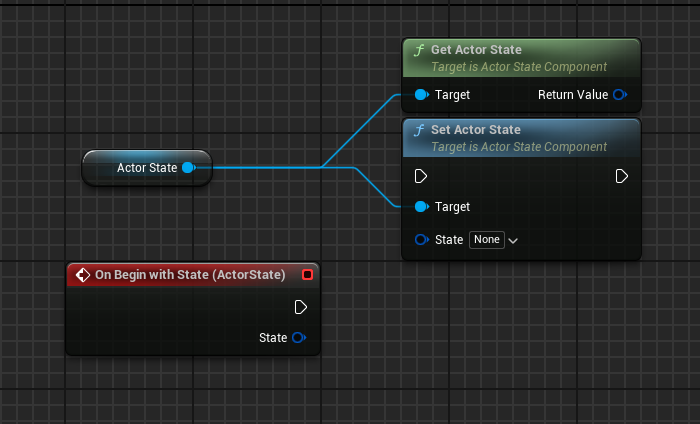 Get Actor State
Target is Actor State Component
Target
Return Value
Set Actor State
Target is Actor State Component
Actor State
Target
State
None
On Begin with State (ActorState)
State